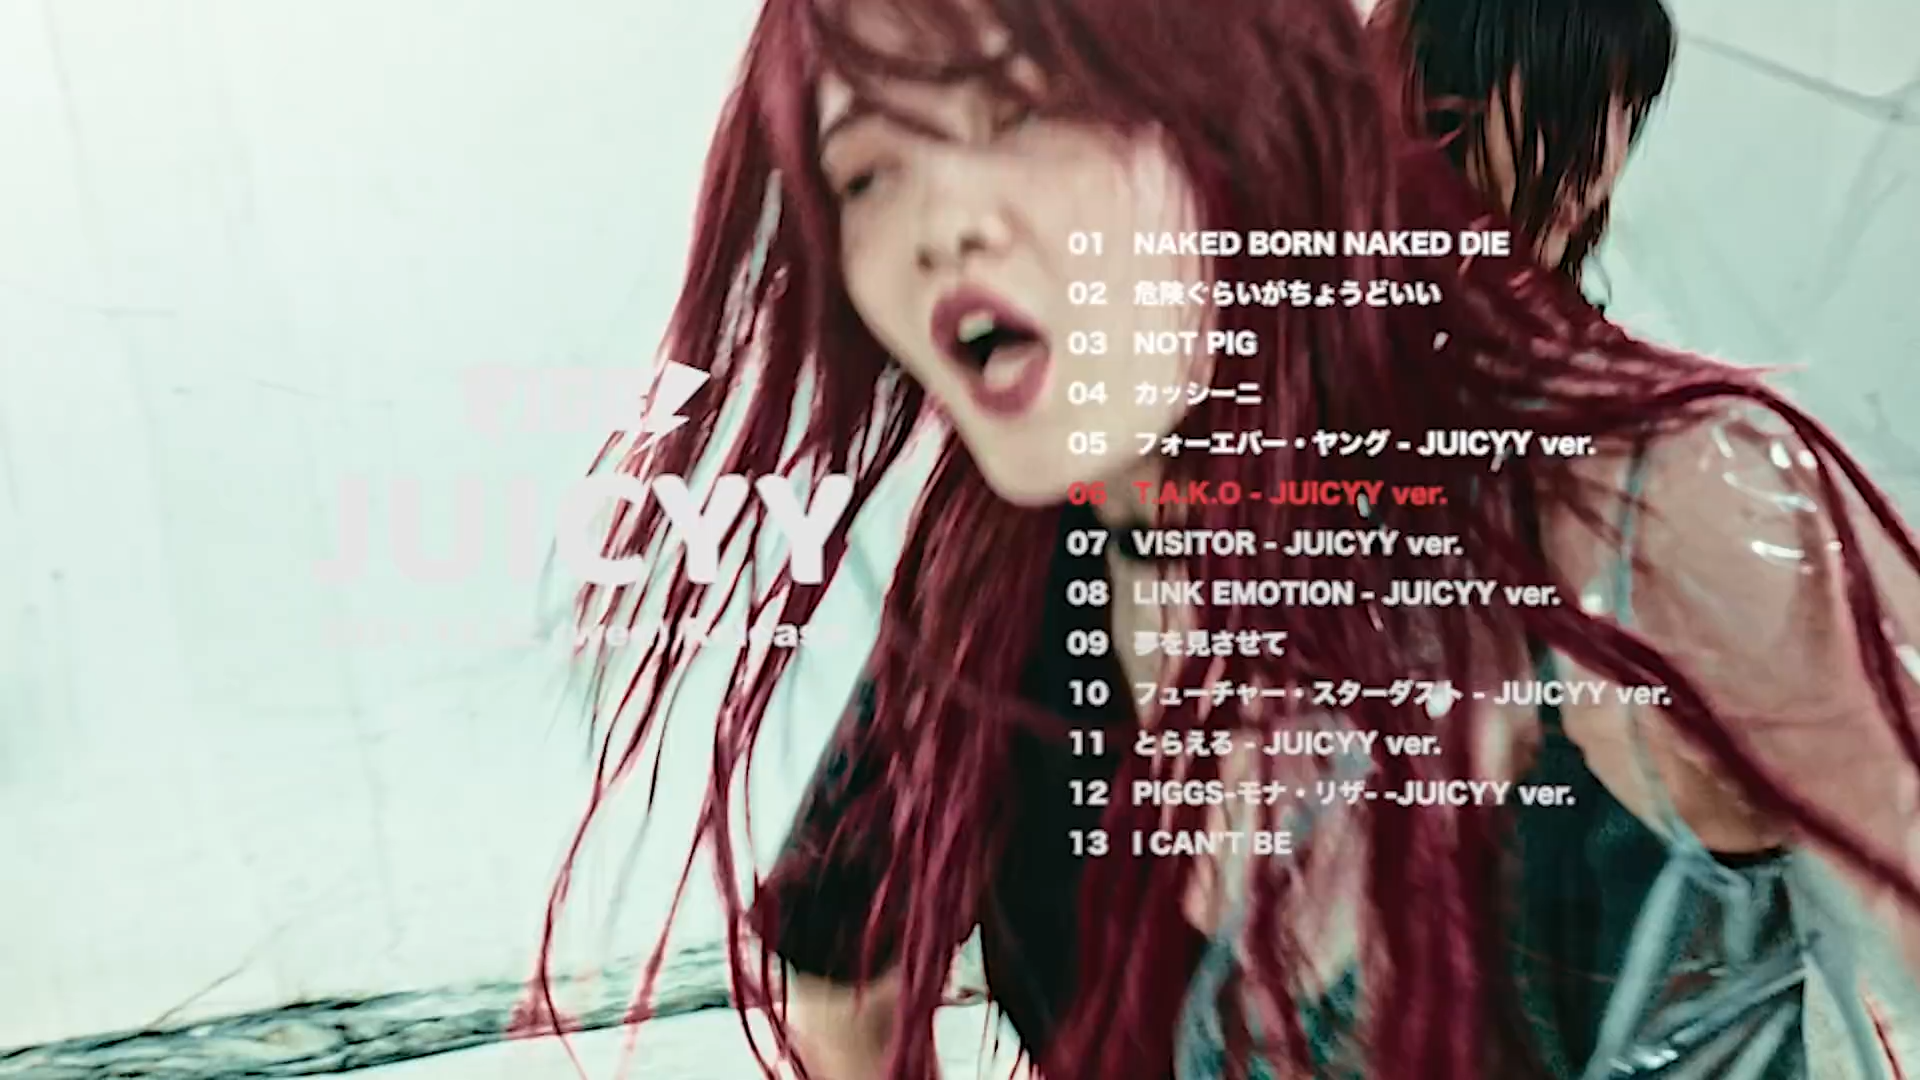 PIGGS
JUICYY
01 NAKED BORN NAKED DIE
02 危険ぐらいがちょうどいい
03 NOT PIG
04 カッシーニ
05 フォーエバー・ヤング - JUICYY ver.
06 T.A.K.O - JUICYY ver.
07 VISITOR - JUICYY ver.
08 LINK EMOTION - JUICYY ver.
09 夢を見させて
10 フューチャー・スターダスト - JUICYY ver.
11 とらえる - JUICYY ver.
12 PIGGS-モナ・リザ- -JUICYY ver.
13 I CAN'T BE